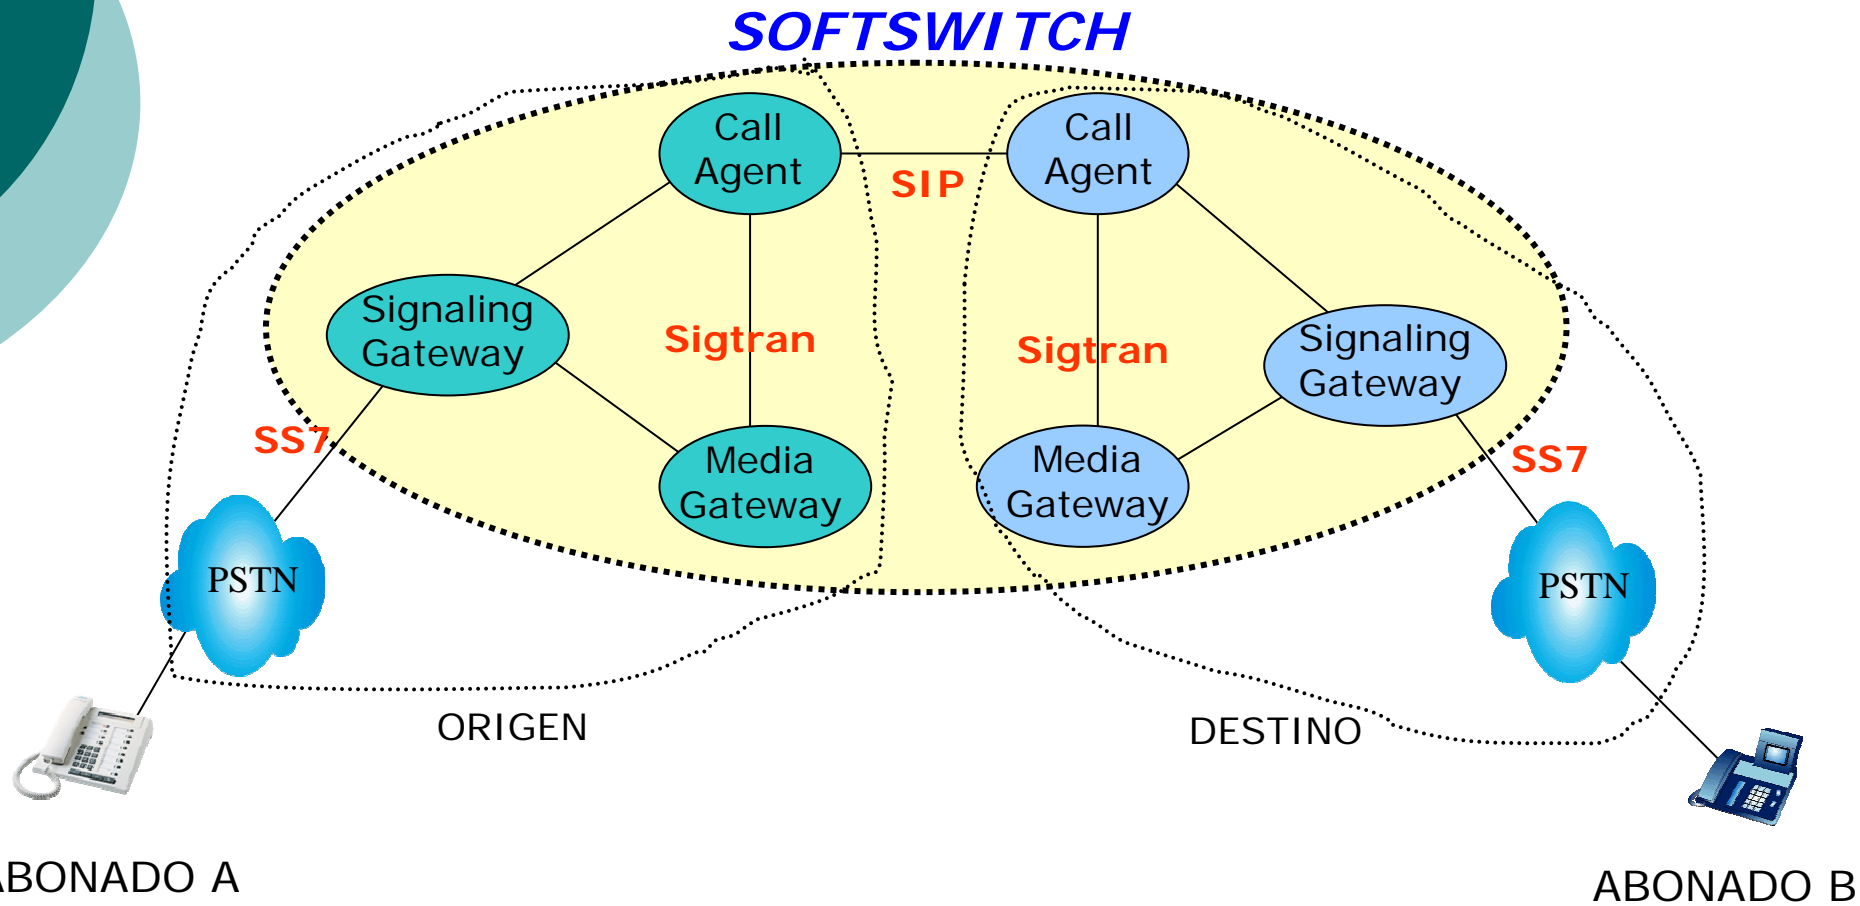 SOFTSWITCH
Call
Agent
Call
Agent
SIP
Signaling
Gateway
Sigtran
Sigtran
Signaling
Gateway
SS7
Media
Gateway
Media
Gateway
SS7
PSTN
PSTN
ORIGEN
DESTINO
ABONADO A
ABONADO B